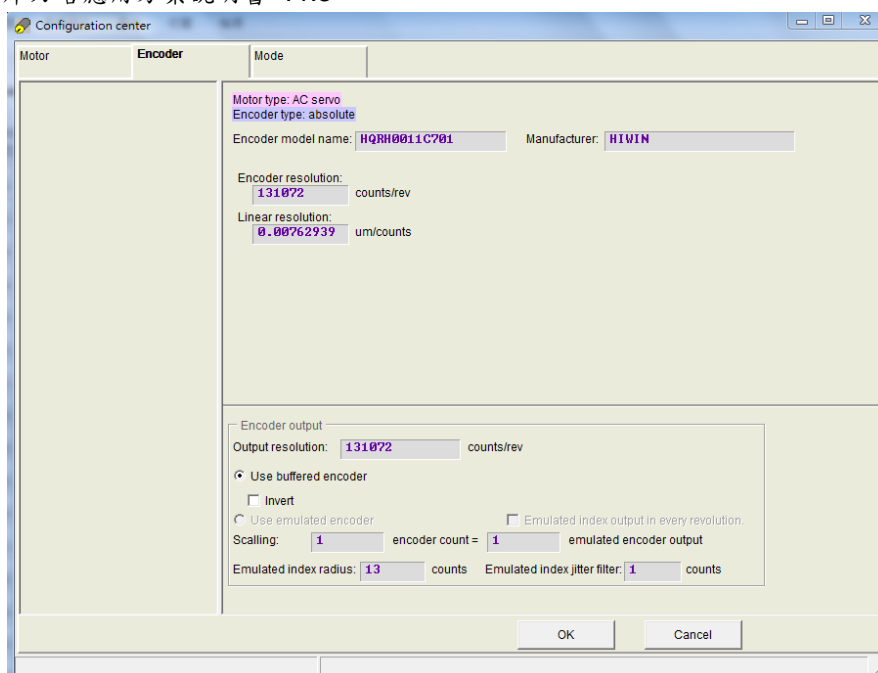 Configuration center
Motor Encoder Mode
Motor type: AC servo
Encoder type: absolute
Encoder model name: HQRH0011C701 Manufacturer: HIWIN
Encoder resolution:
131072 counts/rev
Linear resolution:
0.00762939 um/counts
Encoder output
Output resolution: 131072 counts/rev
Use buffered encoder
Invert
Use emulated encoder Emulated index output in every revolution.
Scalling: 1 encoder count = 1 emulated encoder output
Emulated index radius: 13 counts Emulated index jitter filter: 1 counts
OK Cancel